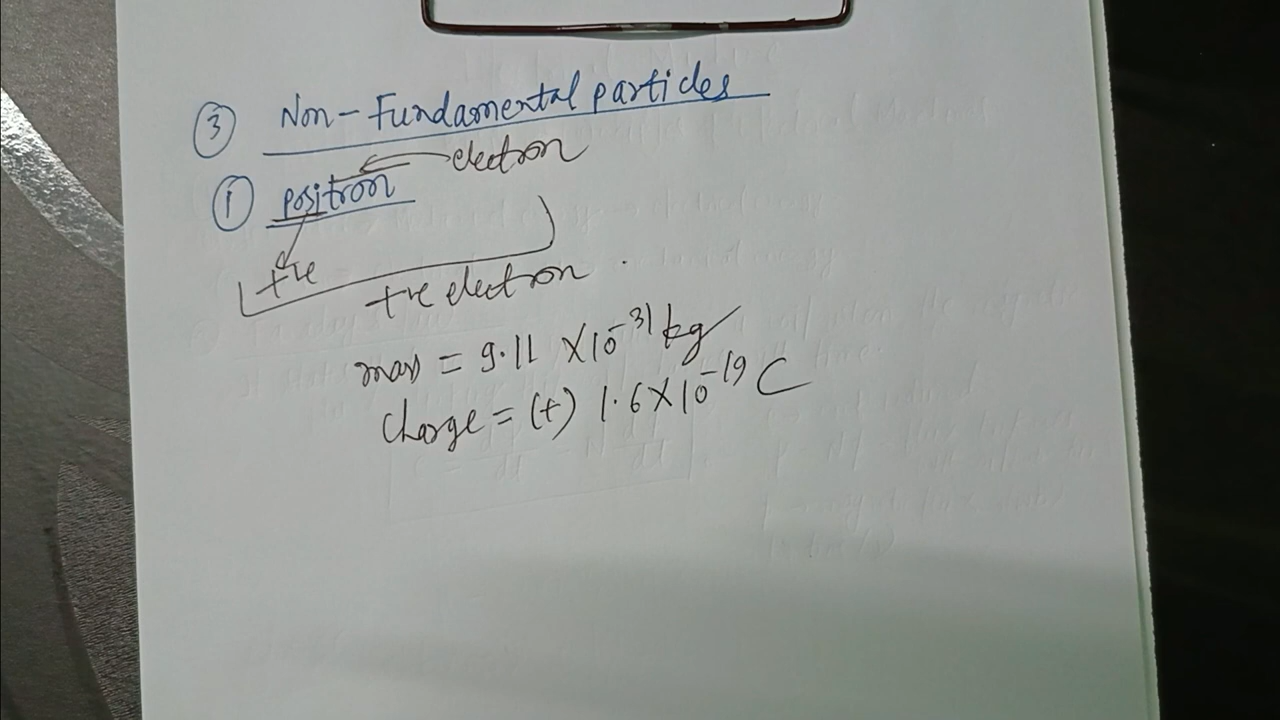 ③ Non-Fundamental particles
electron
① positron
+ve
+ve electron.
mass = 9.11 × 10⁻³¹ kg
charge = (+) 1.6 × 10⁻¹⁹ C